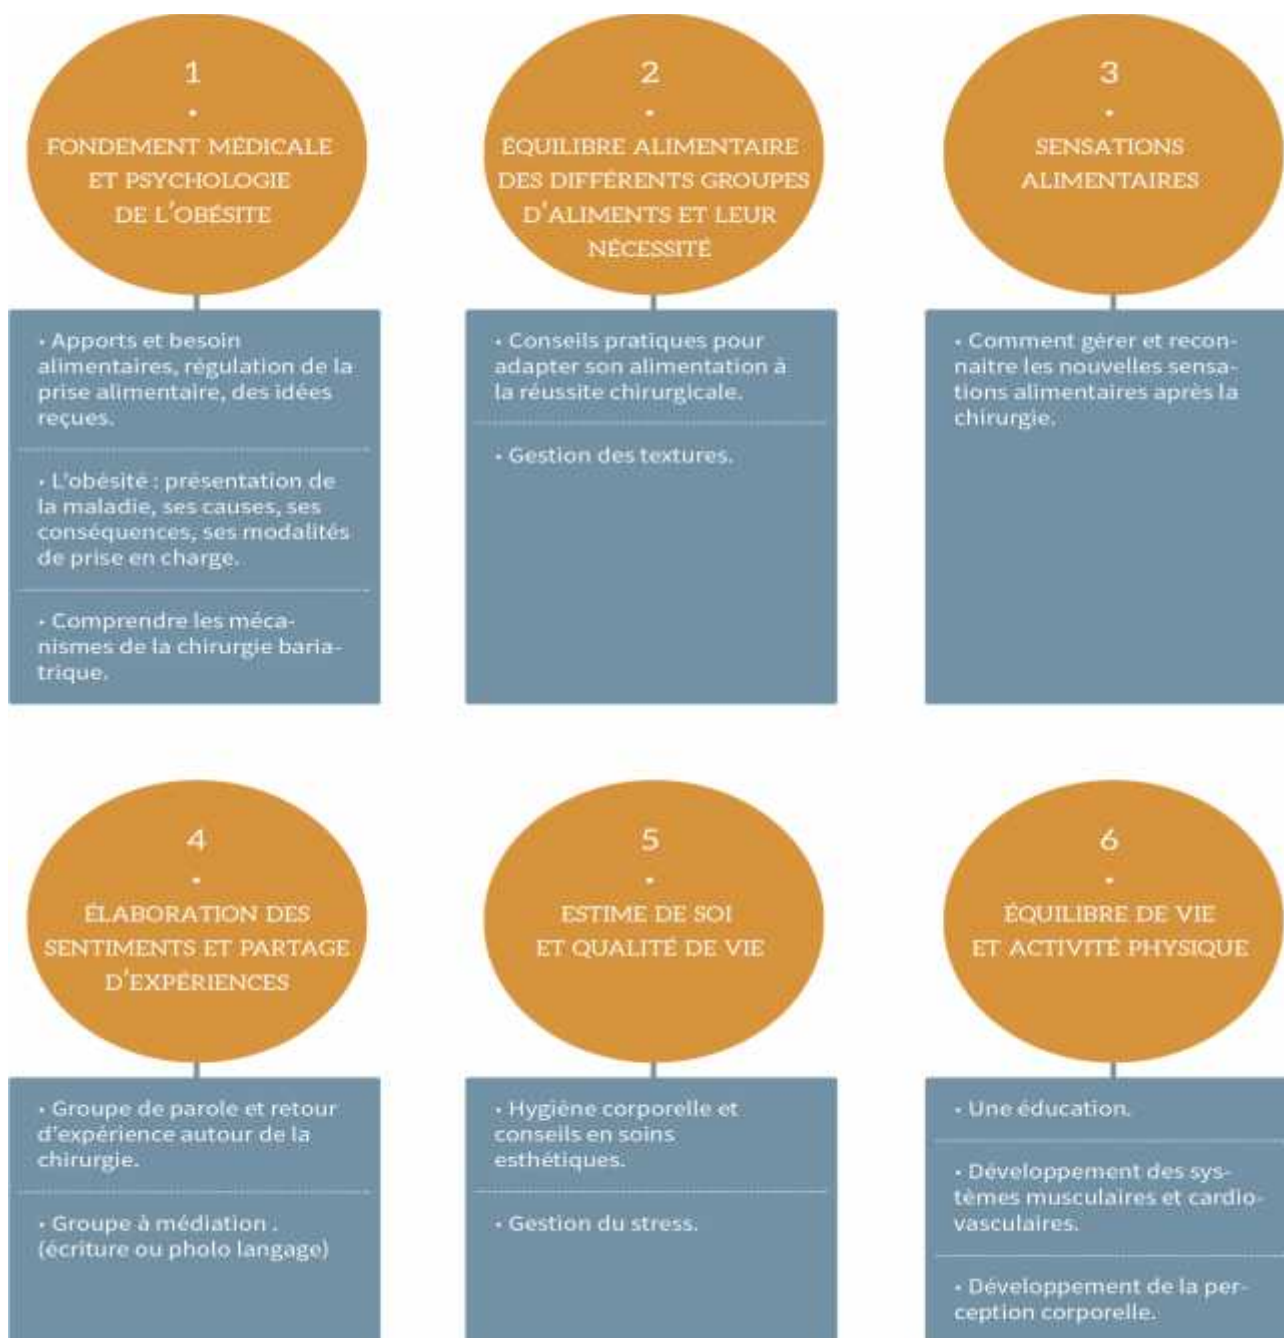 1
•
FONDEMENT MÉDICALE
ET PSYCHOLOGIE
DE L'OBÉSITE
• Apports et besoin
alimentaires, régulation de la
prise alimentaire, des idées
reçues.
• L'obésité : présentation de
la maladie, ses causes, ses
conséquences, ses modalités
de prise en charge.
• Comprendre les méca-
nismes de la chirurgie baria-
trique.
2
•
ÉQUILIBRE ALIMENTAIRE
DES DIFFÉRENTS GROUPES
D'ALIMENTS ET LEUR
NÉCESSITÉ
• Conseils pratiques pour
adapter son alimentation à
la réussite chirurgicale.
• Gestion des textures.
3
•
SENSATIONS
ALIMENTAIRES
• Comment gérer et recon-
naitre les nouvelles sensa-
tions alimentaires après la
chirurgie.
4
•
ÉLABORATION DES
SENTIMENTS ET PARTAGE
D'EXPÉRIENCES
• Groupe de parole et retour
d'expérience autour de la
chirurgie.
• Groupe à médiation .
(écriture ou pholo langage)
5
•
ESTIME DE SOI
ET QUALITÉ DE VIE
• Hygiène corporelle et
conseils en soins
esthétiques.
• Gestion du stress.
6
•
ÉQUILIBRE DE VIE
ET ACTIVITÉ PHYSIQUE
• Une éducation.
• Développement des sys-
tèmes musculaires et cardio-
vasculaires.
• Développement de la per-
ception corporelle.